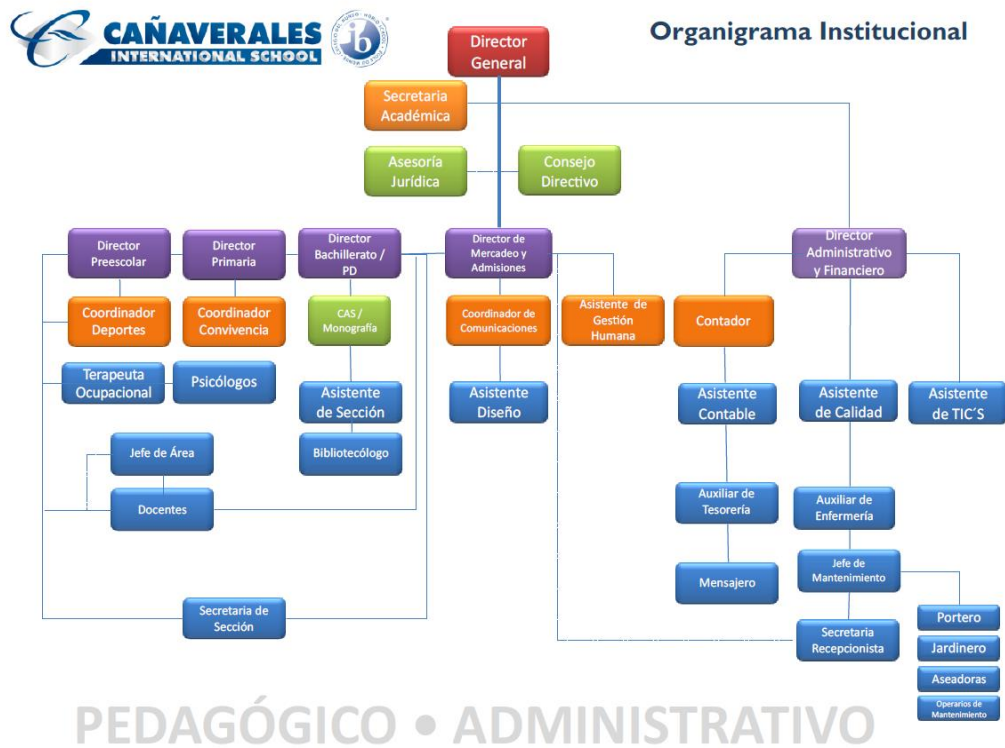 CAÑAVERALES
INTERNATIONAL SCHOOL
Organigrama Institucional
Director
General
Secretaria
Académica
Asesoría
Jurídica
Consejo
Directivo
Director
Preescolar
Director
Primaria
Director
Bachillerato /
PD
Director de
Mercadeo y
Admisiones
Director
Administrativo
y Financiero
Coordinador
Deportes
Coordinador
Convivencia
CAS /
Monografía
Coordinador de
Comunicaciones
Asistente de
Gestión
Humana
Contador
Terapeuta
Ocupacional
Psicólogos
Asistente
de Sección
Asistente
Diseño
Asistente
Contable
Asistente
de Calidad
Asistente
de TIC´S
Jefe de Área
Bibliotecólogo
Docentes
Auxiliar de
Tesorería
Auxiliar de
Enfermería
Mensajero
Jefe de
Mantenimiento
Secretaria de
Sección
Secretaria
Recepcionista
Portero
Jardinero
Aseadoras
Operarios de
Mantenimiento
PEDAGÓGICO • ADMINISTRATIVO